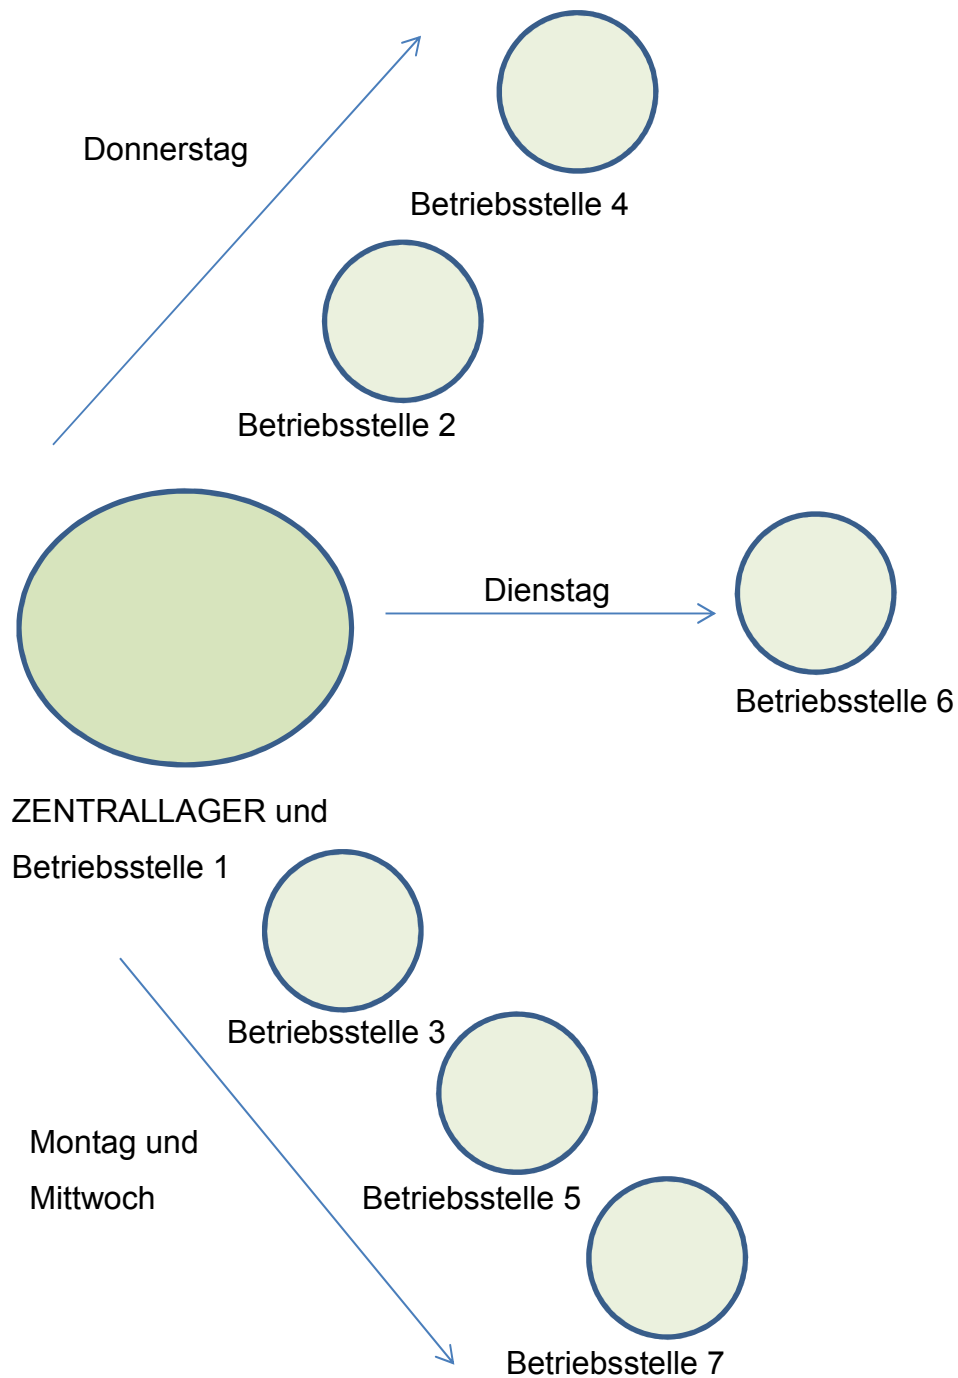 Donnerstag
Betriebsstelle 4
Betriebsstelle 2
Dienstag
Betriebsstelle 6
ZENTRALLAGER und
Betriebsstelle 1
Betriebsstelle 3
Montag und
Mittwoch
Betriebsstelle 5
Betriebsstelle 7